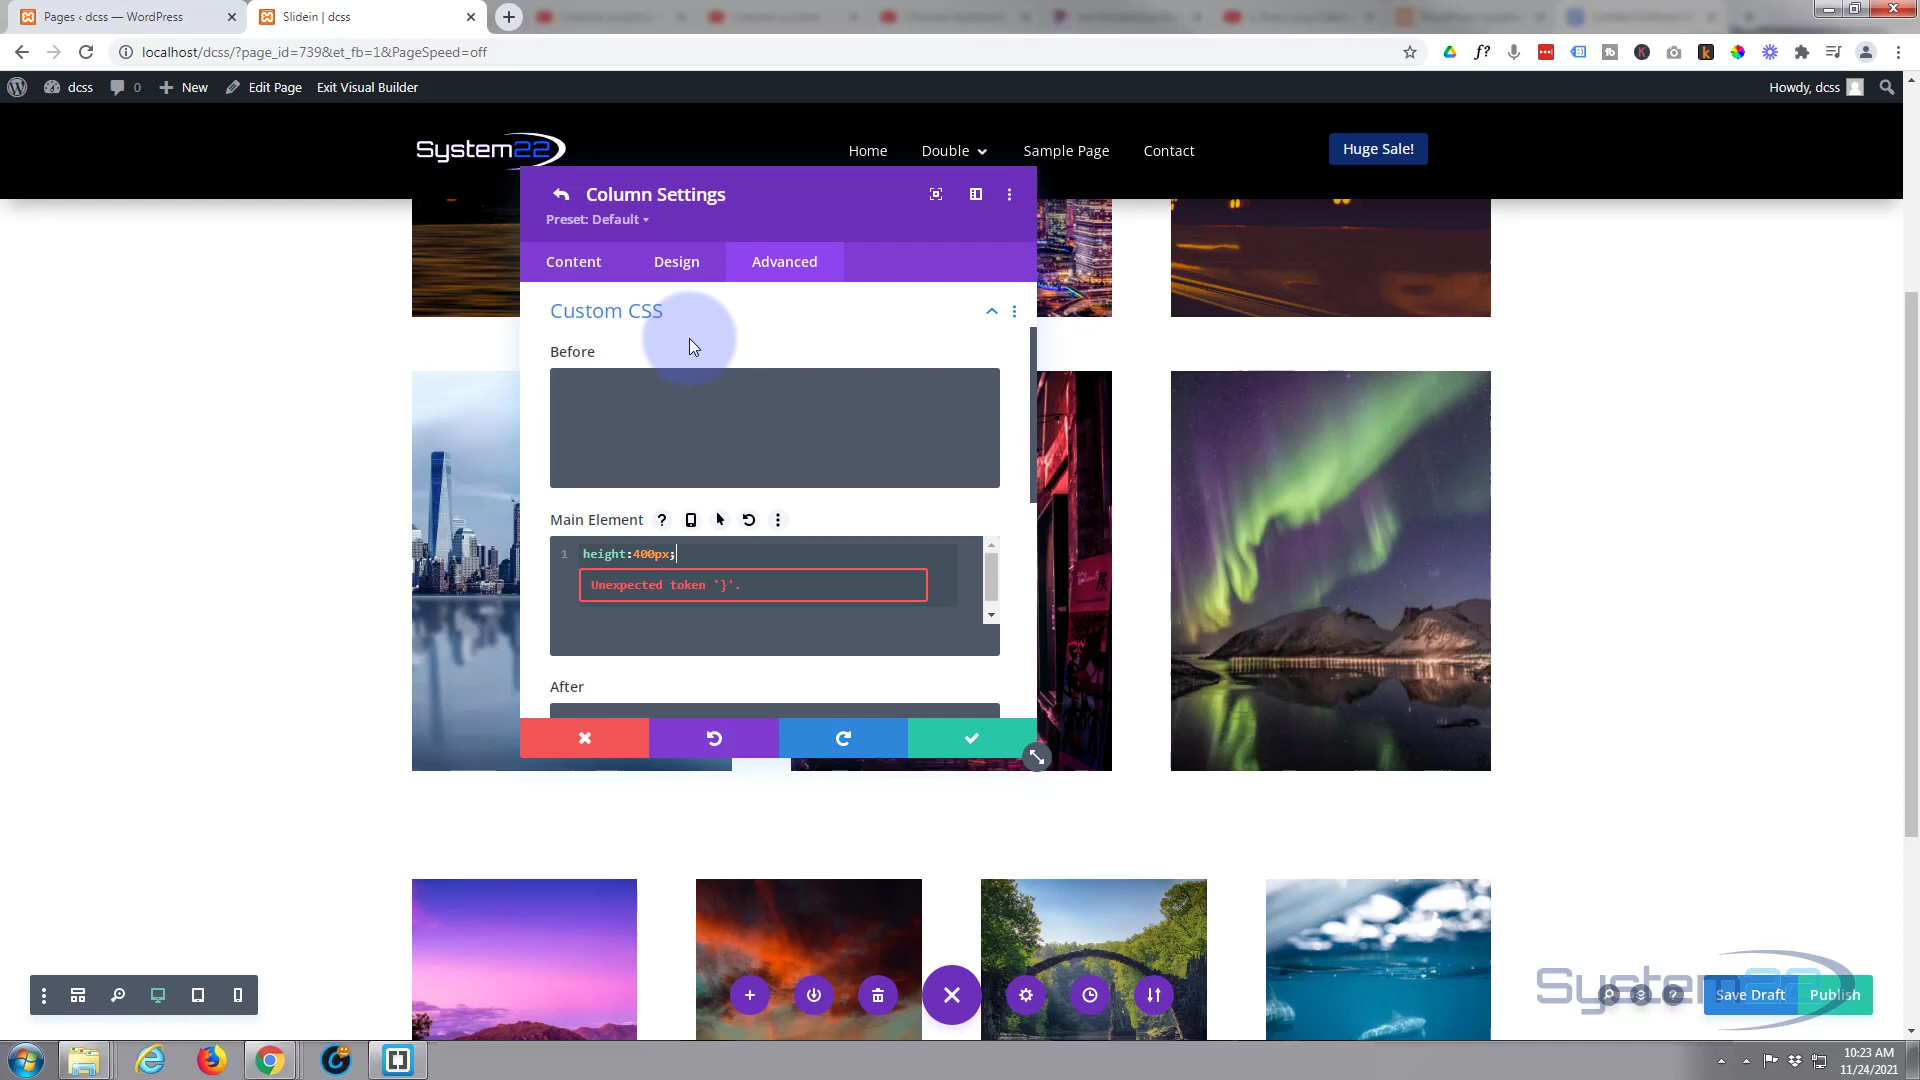 Pages ‹ dcss — WordPress
Slidein | dcss
localhost/dcss/?page_id=739&et_fb=1&PageSpeed=off
f?
dcss
0
New
Edit Page
Exit Visual Builder
Howdy, dcss
System22
Home
Double
Sample Page
Contact
Huge Sale!
Column Settings
Preset: Default
Content
Design
Advanced
Custom CSS
Before
Main Element
1
height:400px;
Unexpected token '}'.
After
System22
Save Draft
Publish
10:23 AM
11/24/2021